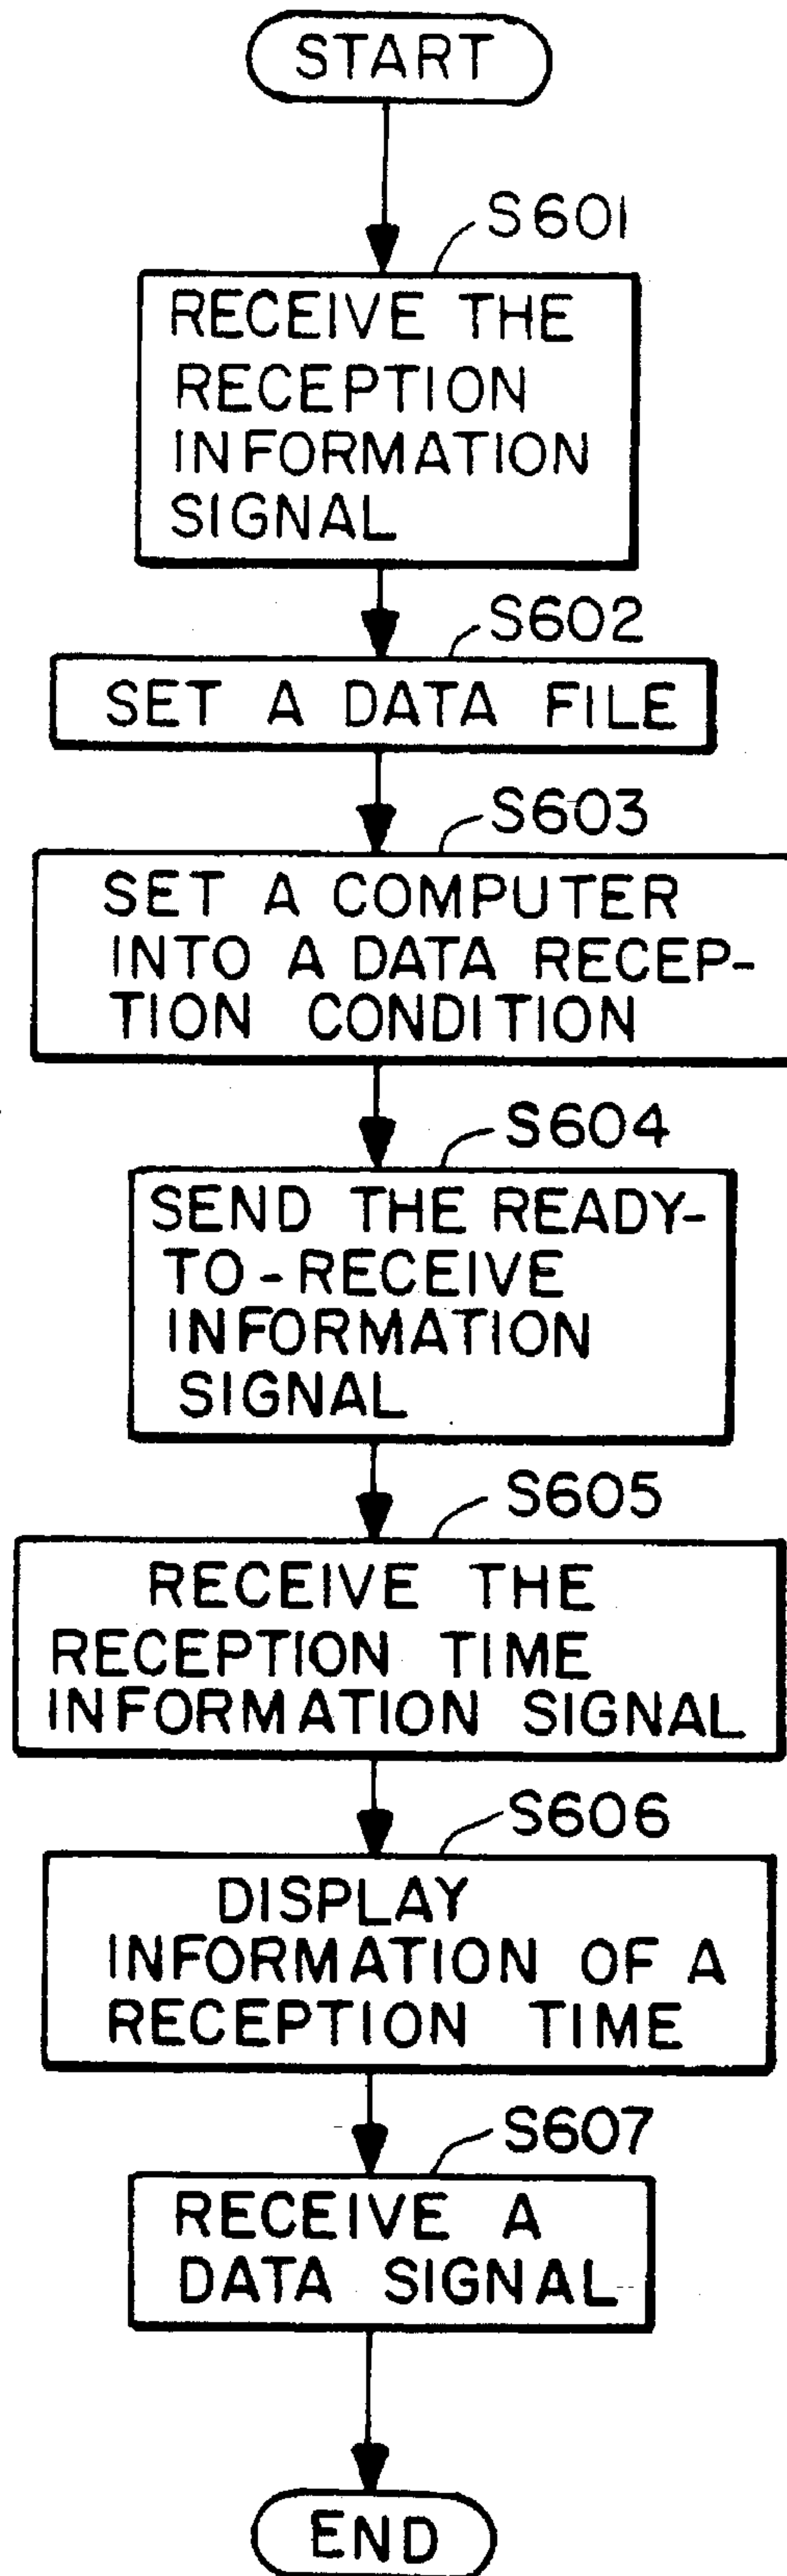 START
S601
RECEIVE THE
RECEPTION
INFORMATION
SIGNAL
S602
SET A DATA FILE
S603
SET A COMPUTER
INTO A DATA RECEP-
TION CONDITION
S604
SEND THE READY-
TO-RECEIVE
INFORMATION
SIGNAL
S605
RECEIVE THE
RECEPTION TIME
INFORMATION SIGNAL
S606
DISPLAY
INFORMATION OF A
RECEPTION TIME
S607
RECEIVE A
DATA SIGNAL
END